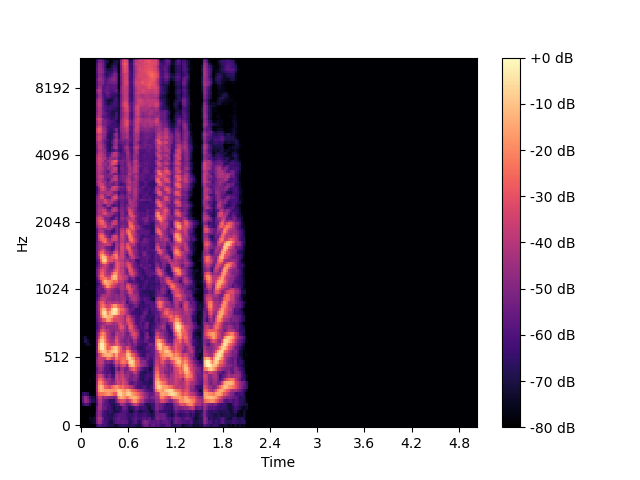 8192
4096
2048
1024
512
0
Hz
0 0.6 1.2 1.8 2.4 3 3.6 4.2 4.8
Time
+0 dB
-10 dB
-20 dB
-30 dB
-40 dB
-50 dB
-60 dB
-70 dB
-80 dB